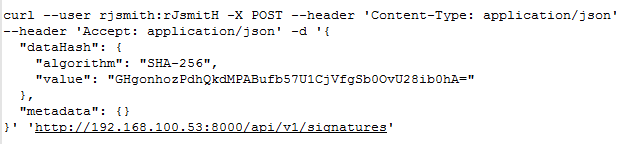 curl --user rjsmith:rJsmitH -X POST --header 'Content-Type: application/json'
--header 'Accept: application/json' -d '{
  "dataHash": {
    "algorithm": "SHA-256",
    "value": "GHgonhozPdhQkdMPABufb57U1CjVfgSb0OvU28ib0hA="
  },
  "metadata": {}
}' 'http://192.168.100.53:8000/api/v1/signatures'